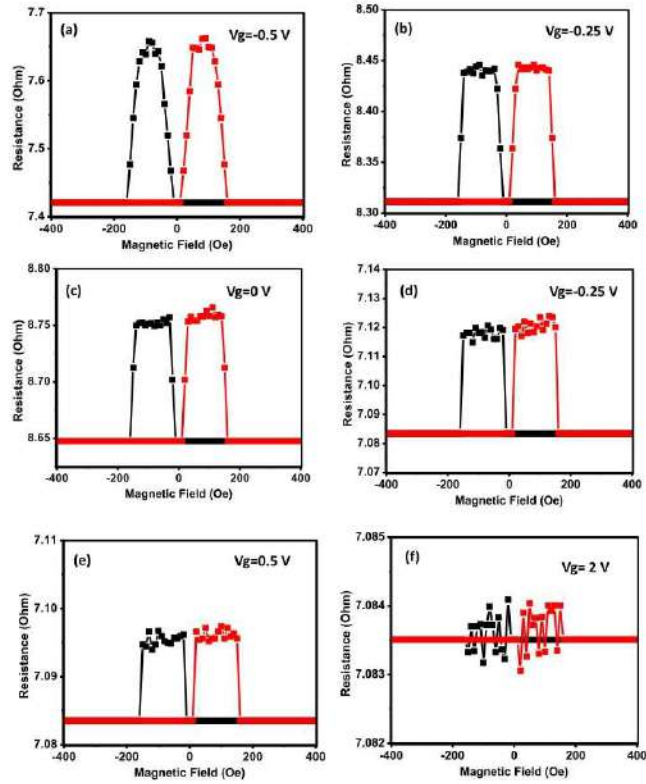 (a) Vg=-0.5 V
7.7
7.6
7.5
7.4
Resistance (Ohm)
-400 -200 0 200 400
Magnetic Field (Oe)
(b) Vg=-0.25 V
8.50
8.45
8.40
8.35
8.30
Resistance (Ohm)
-400 -200 0 200 400
Magnetic Field (Oe)
(c) Vg=0 V
8.80
8.75
8.70
8.65
Resistance (Ohm)
-400 -200 0 200 400
Magnetic Field (Oe)
(d) Vg=-0.25 V
7.14
7.13
7.12
7.11
7.10
7.09
7.08
7.07
Resistance (Ohm)
-400 -200 0 200 400
Magnetic Field (Oe)
(e) Vg=0.5 V
7.11
7.10
7.09
7.08
Resistance (Ohm)
-400 -200 0 200 400
Magnetic Field (Oe)
(f) Vg= 2 V
7.085
7.084
7.083
7.082
Resistance (Ohm)
-400 -200 0 200 400
Magnetic Field (Oe)